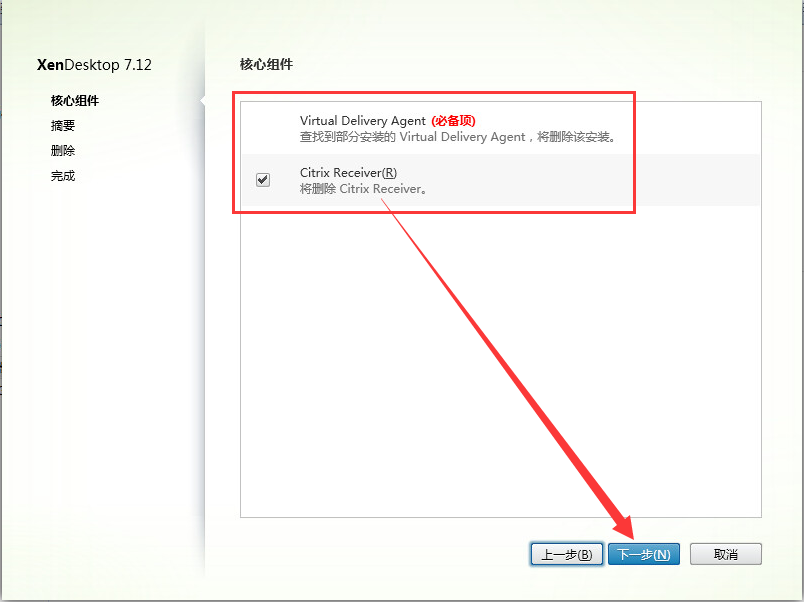 XenDesktop 7.12
核心组件
摘要
删除
完成
核心组件
Virtual Delivery Agent (必备项)
查找到部分安装的 Virtual Delivery Agent，将删除该安装。
Citrix Receiver(R)
将删除 Citrix Receiver。
上一步(B)
下一步(N)
取消